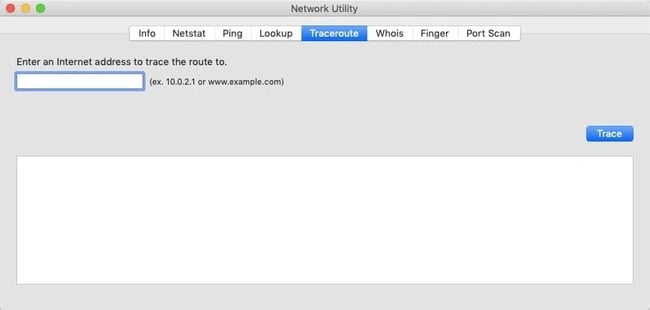 Network Utility
Info Netstat Ping Lookup Traceroute Whois Finger Port Scan
Enter an Internet address to trace the route to.
(ex. 10.0.2.1 or www.example.com)
Trace